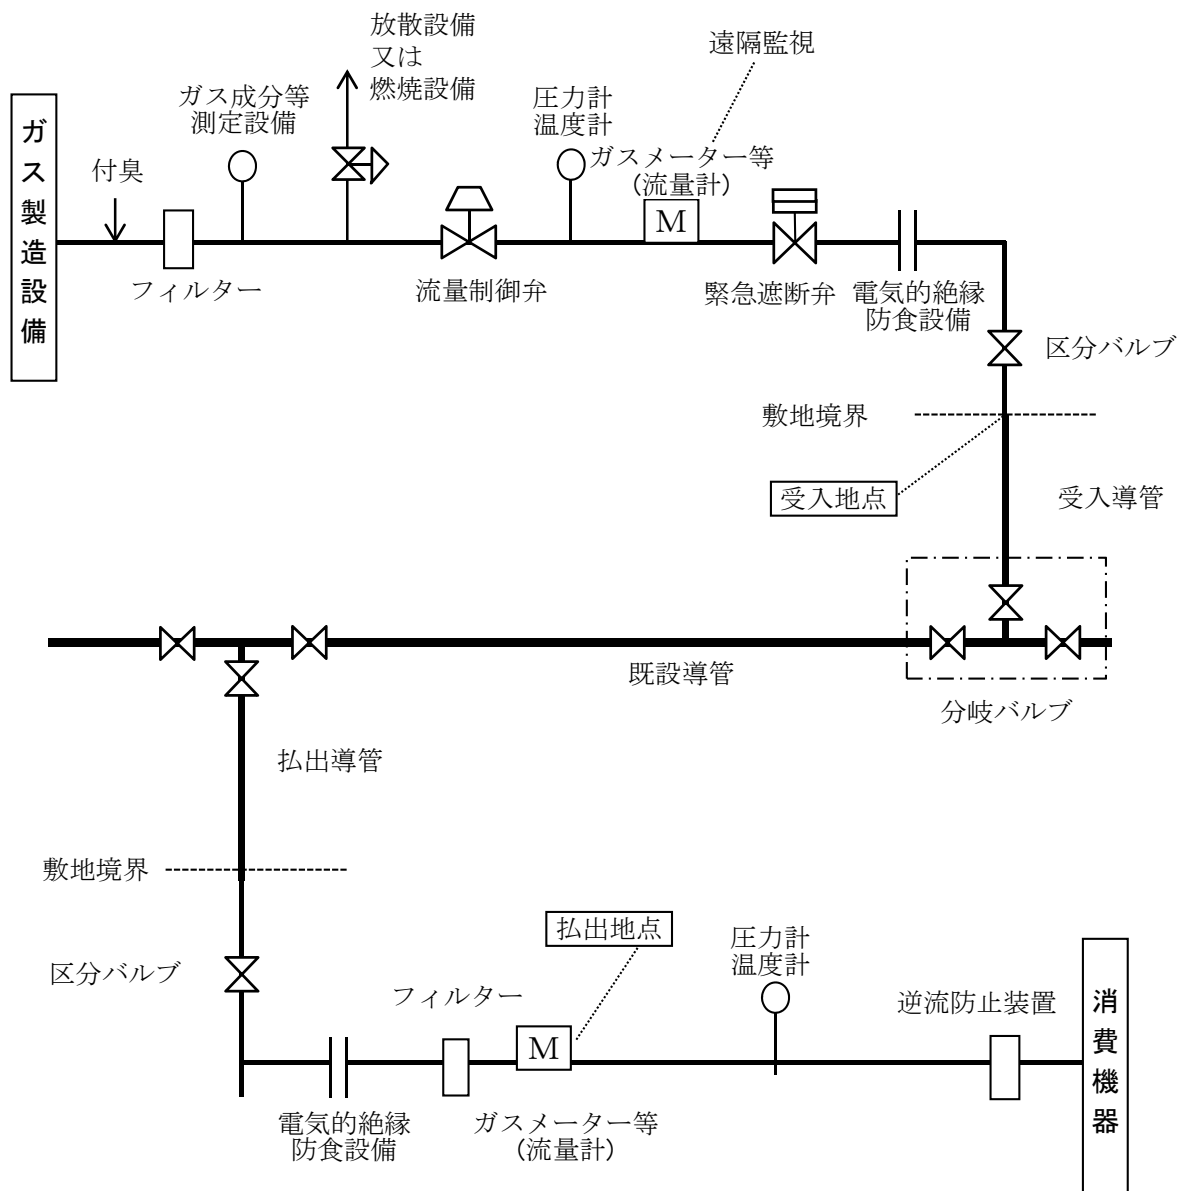 放散設備
又は
燃焼設備
遠隔監視
ガス成分等
測定設備
圧力計
温度計
ガス製造設備
付臭
ガスメーター等
(流量計)
M
フィルター
流量制御弁
緊急遮断弁
電気的絶縁
防食設備
区分バルブ
敷地境界
受入地点
受入導管
既設導管
分岐バルブ
払出導管
敷地境界
払出地点
圧力計
温度計
区分バルブ
フィルター
逆流防止装置
消費機器
M
電気的絶縁
防食設備
ガスメーター等
(流量計)